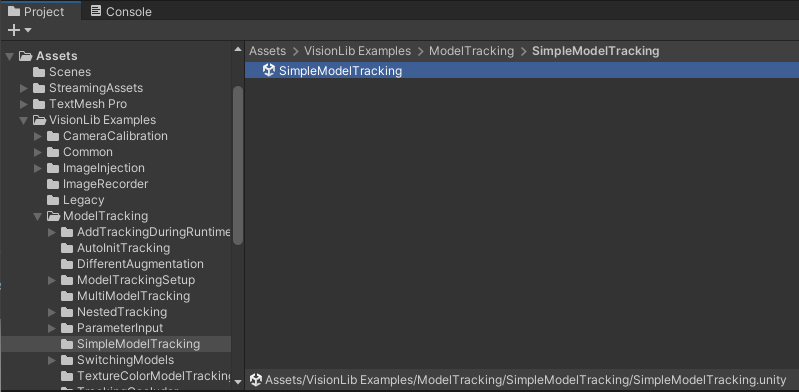 Project
Console
Assets > VisionLib Examples > ModelTracking > SimpleModelTracking
SimpleModelTracking
Assets
Scenes
StreamingAssets
TextMesh Pro
VisionLib Examples
CameraCalibration
Common
ImageInjection
ImageRecorder
Legacy
ModelTracking
AddTrackingDuringRuntime
AutoInitTracking
DifferentAugmentation
ModelTrackingSetup
MultiModelTracking
NestedTracking
ParameterInput
SimpleModelTracking
SwitchingModels
TextureColorModelTracking
TrackingOccluder
Assets/VisionLib Examples/ModelTracking/SimpleModelTracking/SimpleModelTracking.unity